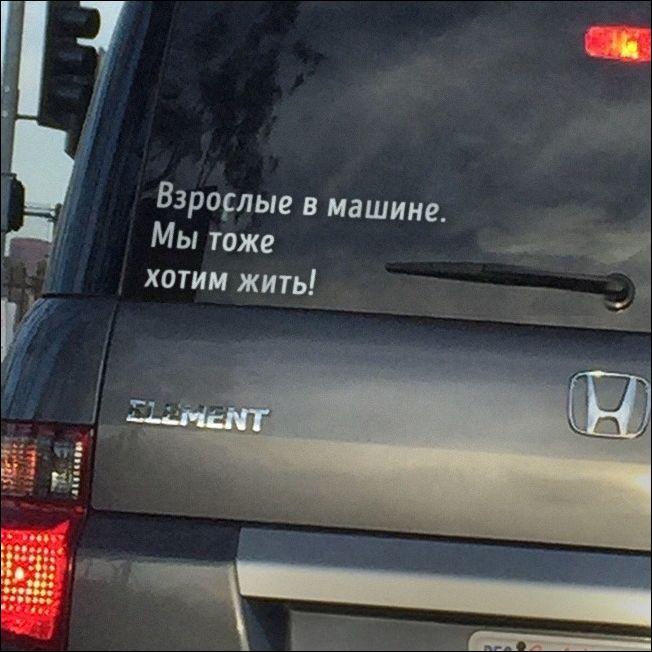 Взрослые в машине.
Мы тоже
хотим жить!
ELEMENT